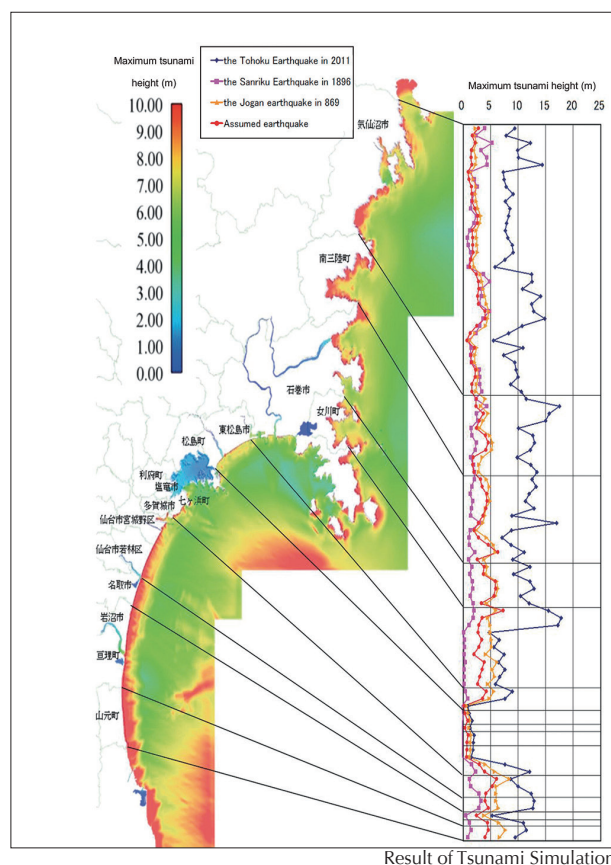 Maximum tsunami
height (m)
10.00
9.00
8.00
7.00
6.00
5.00
4.00
3.00
2.00
1.00
0.00
the Tohoku Earthquake in 2011
the Sanriku Earthquake in 1896
the Jogan earthquake in 869
Assumed earthquake
Maximum tsunami height (m)
0 5 10 15 20 25
気仙沼市
南三陸町
石巻市
女川町
東松島市
松島町
利府町
塩竈市
七ヶ浜町
多賀城市
仙台市宮城野区
仙台市若林区
名取市
岩沼市
亘理町
山元町
Result of Tsunami Simulation